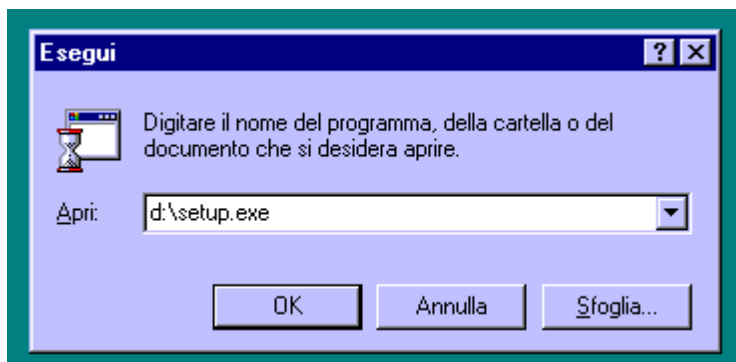 Esegui
Digitare il nome del programma, della cartella o del
documento che si desidera aprire.
Apri: d:\setup.exe
OK Annulla Sfoglia...